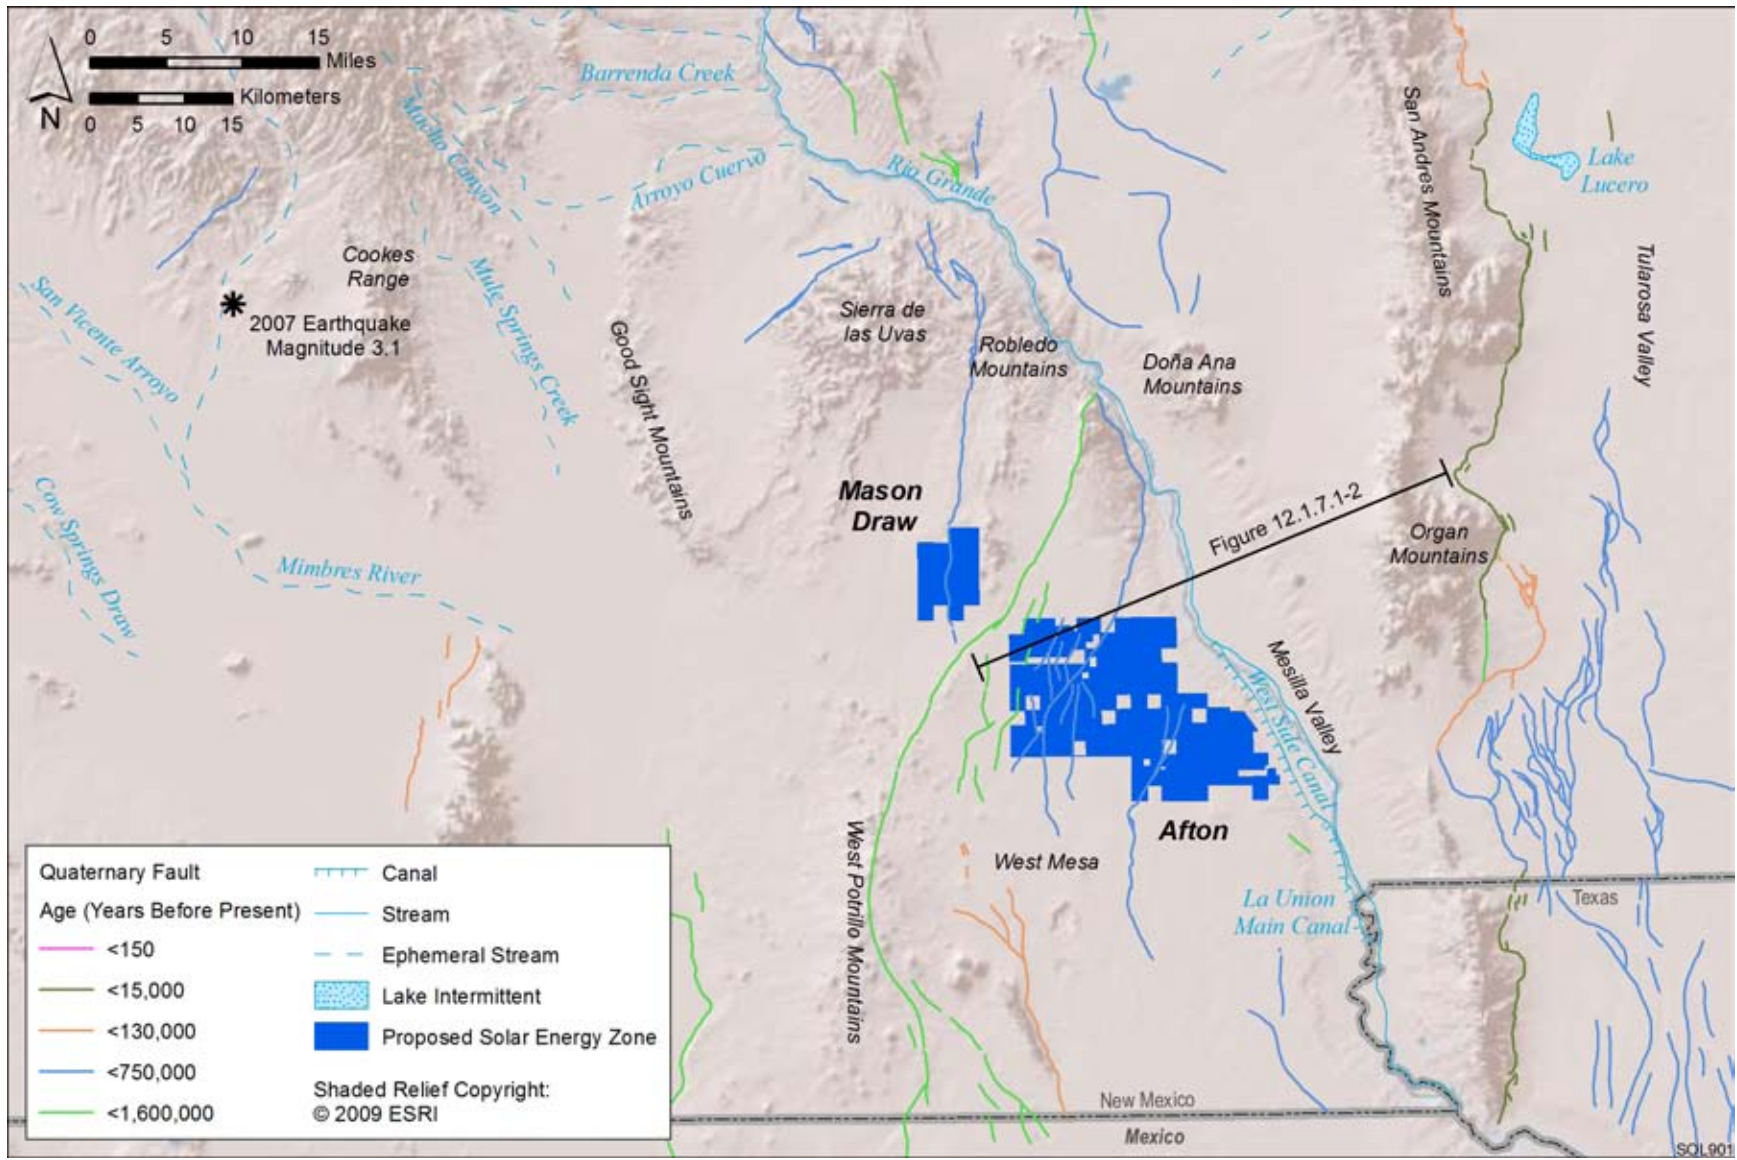 0 5 10 15
Miles
Kilometers
0 5 10 15
N
Barrenda Creek
Macho Canyon
Arroyo Cuervo
Rio Grande
San Andres Mountains
Lake
Lucero
Tularosa Valley
Cookes
Range
2007 Earthquake
Magnitude 3.1
San Vicente Arroyo
Mule Springs Creek
Good Sight Mountains
Sierra de
las Uvas
Robledo
Mountains
Doña Ana
Mountains
Mason
Draw
Figure 12.1.7.1-2
Organ
Mountains
Cow Springs Draw
Mimbres River
Mesilla Valley
West Side Canal
Afton
West Mesa
West Potrillo Mountains
La Union
Main Canal
Texas
New Mexico
Mexico
Quaternary Fault
Age (Years Before Present)
<150
<15,000
<130,000
<750,000
<1,600,000
Canal
Stream
Ephemeral Stream
Lake Intermittent
Proposed Solar Energy Zone
Shaded Relief Copyright:
© 2009 ESRI
SOL901